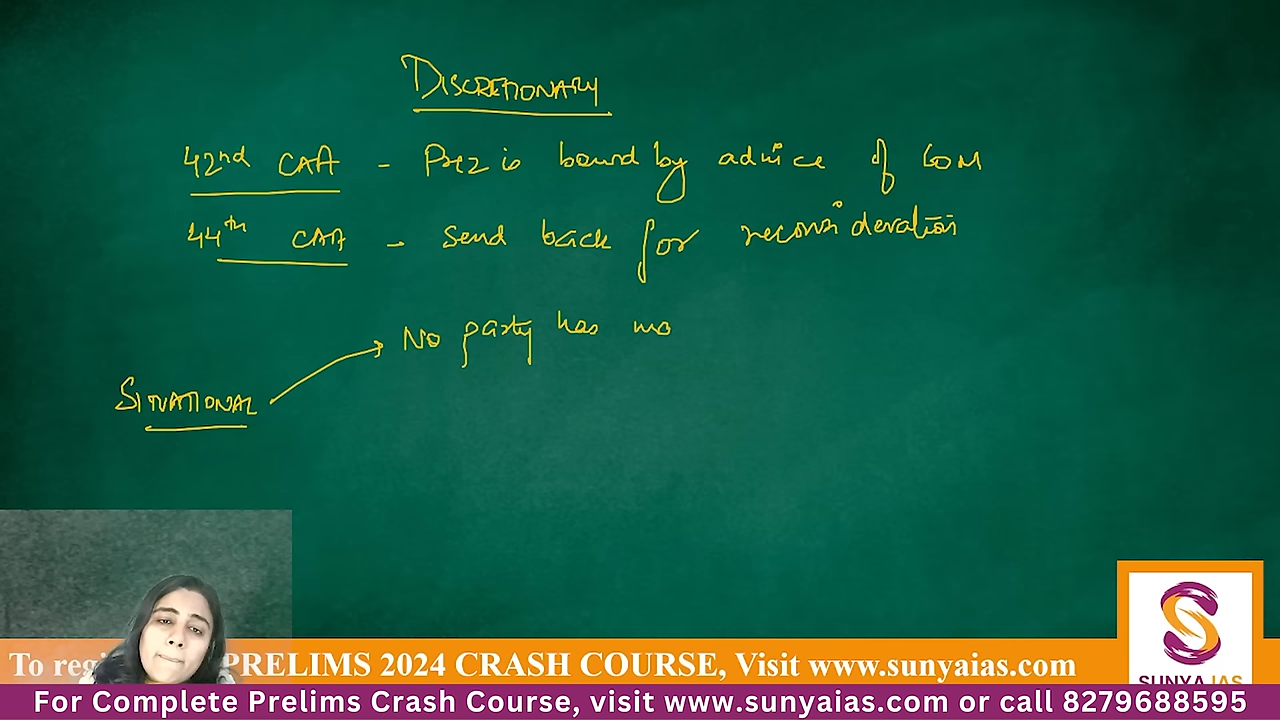 DISCRETIONARY
42nd CAA - Prez is bound by advice of COM
44th CAA - send back for reconsideration
No party has mo
SITUATIONAL
To regi PRELIMS 2024 CRASH COURSE, Visit www.sunyaias.com
SUNYA IAS
For Complete Prelims Crash Course, visit www.sunyaias.com or call 8279688595